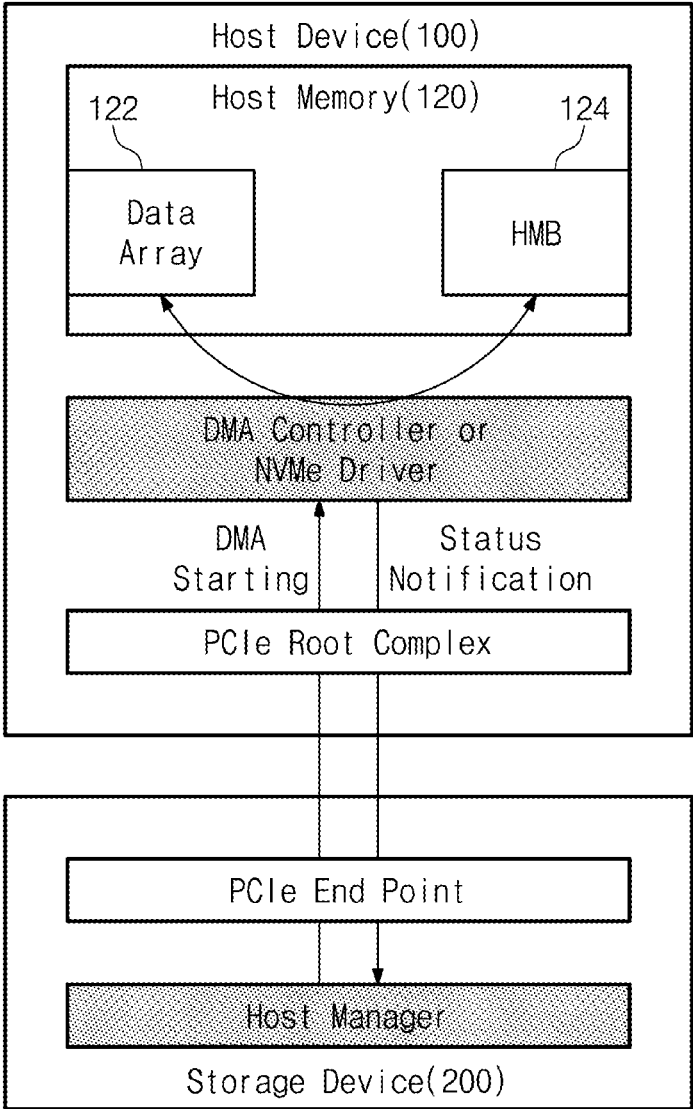 Host Device(100)
Host Memory(120)
122
124
Data
Array
HMB
DMA Controller or
NVMe Driver
DMA
Starting
Status
Notification
PCIe Root Complex
PCIe End Point
Host Manager
Storage Device(200)